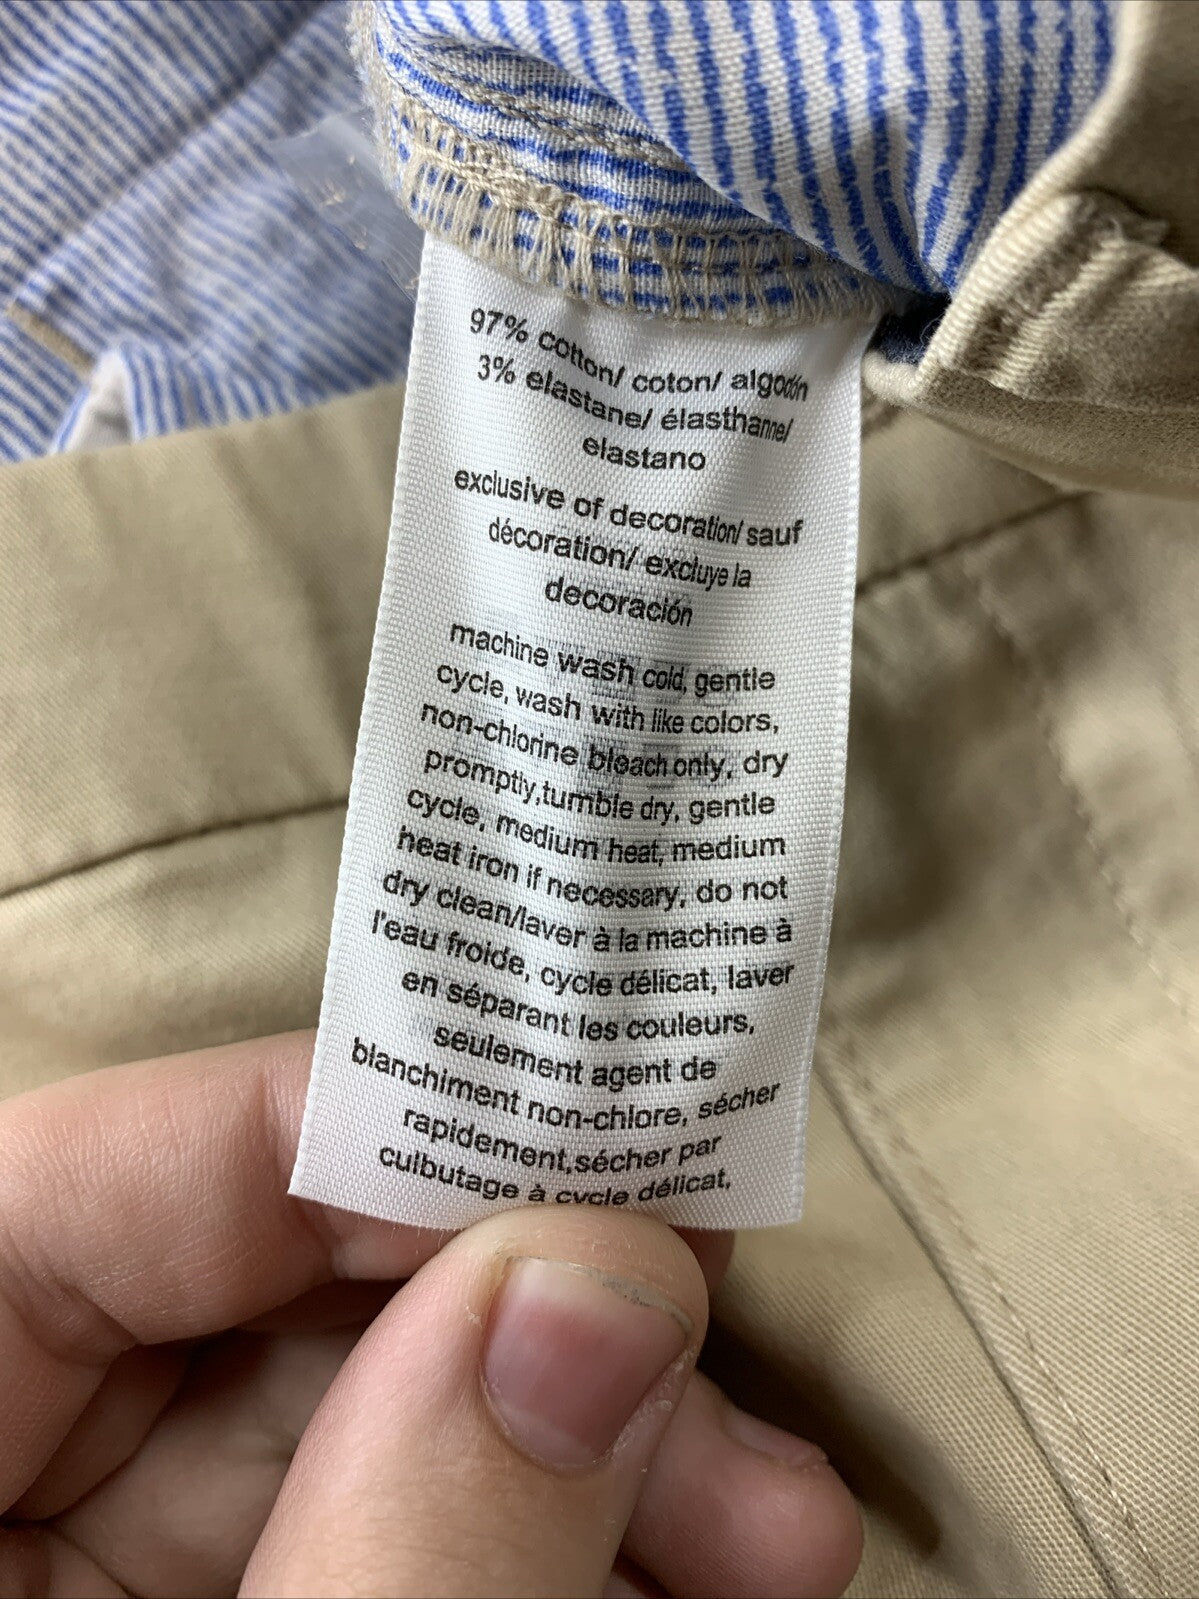 97% cotton/ coton/ algodón
3% elastane/ élasthanne/
elastano
exclusive of decoration/ sauf
décoration/ excluye la
decoración
machine wash cold, gentle
cycle, wash with like colors,
non-chlorine bleach only, dry
promptly,tumble dry, gentle
cycle, medium heat, medium
heat iron if necessary, do not
dry clean/laver à la machine à
l'eau froide, cycle délicat, laver
en séparant les couleurs,
seulement agent de
blanchiment non-chlore, sécher
rapidement,sécher par
culbutage à cycle délicat,